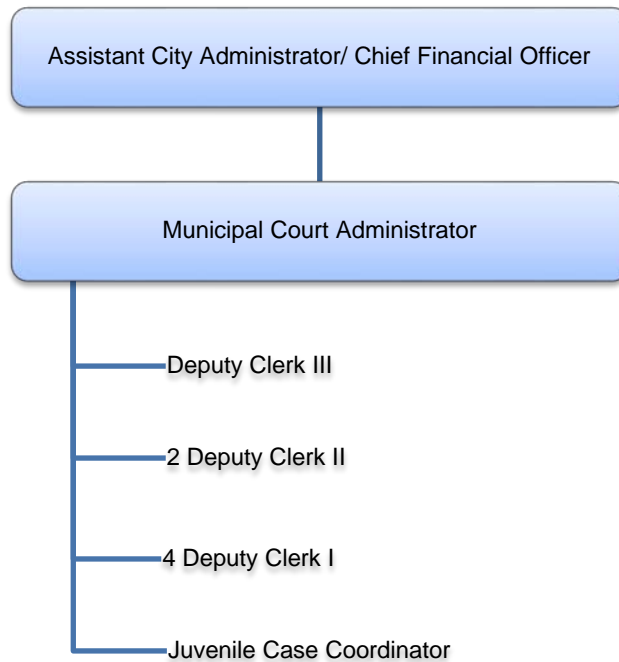 Assistant City Administrator/ Chief Financial Officer
Municipal Court Administrator
Deputy Clerk III
2 Deputy Clerk II
4 Deputy Clerk I
Juvenile Case Coordinator